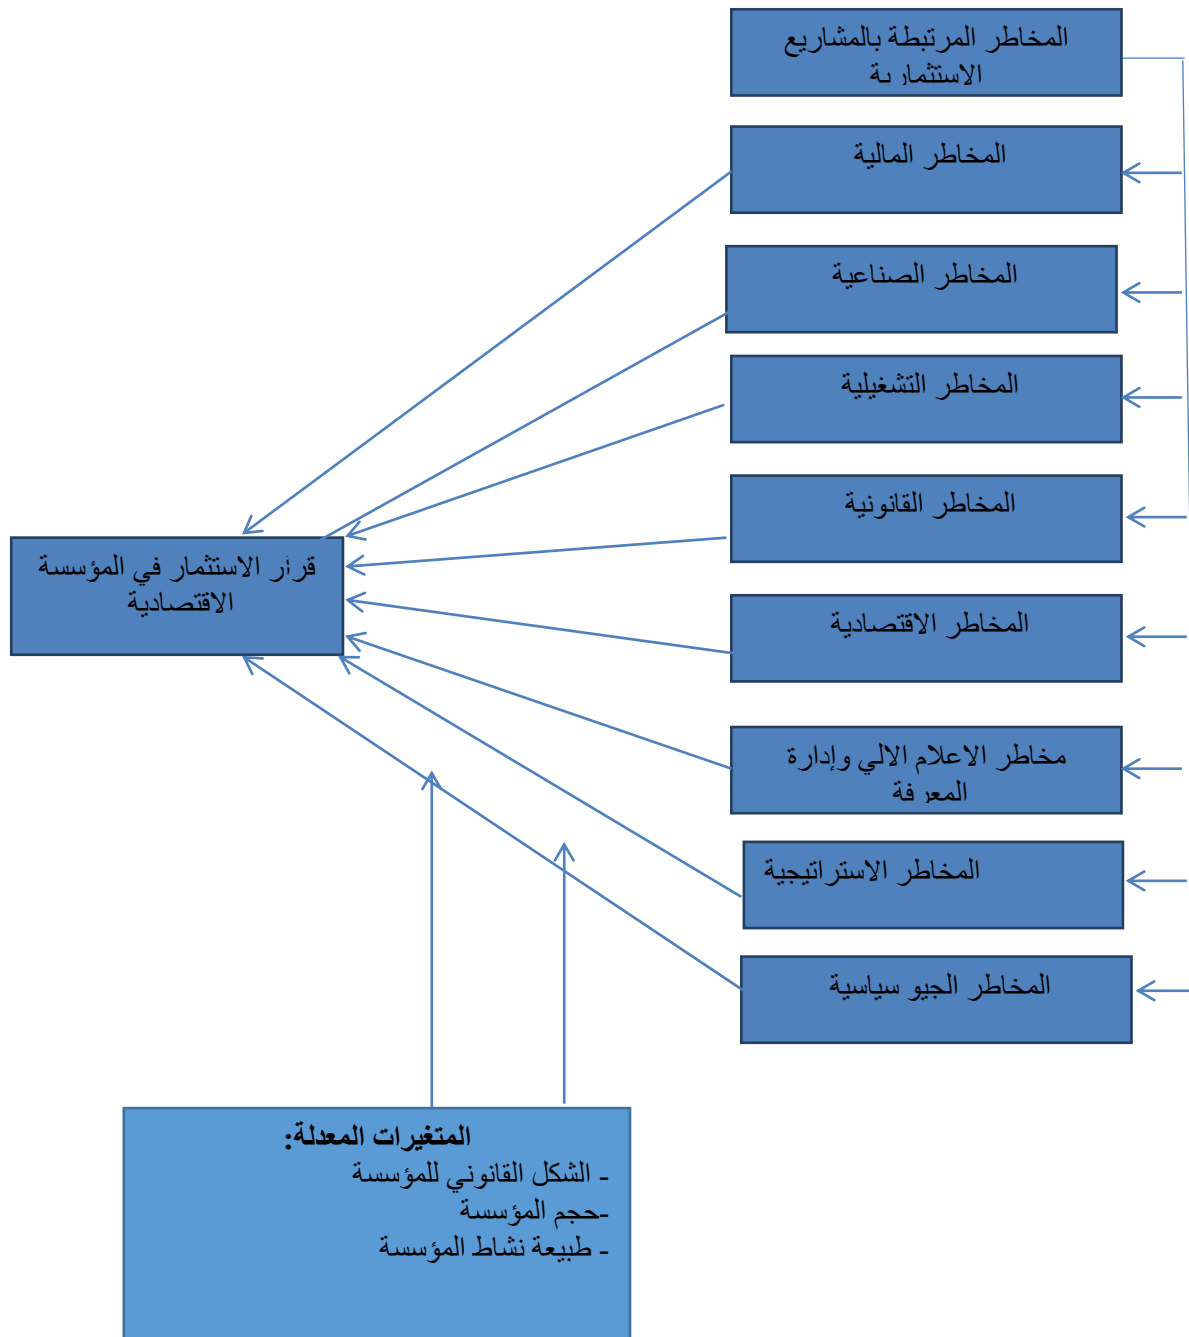 المخاطر المرتبطة بالمشاريع
الاستثمارية
المخاطر المالية
المخاطر الصناعية
المخاطر التشغيلية
المخاطر القانونية
قرار الاستثمار في المؤسسة
الاقتصادية
المخاطر الاقتصادية
مخاطر الاعلام الالي وإدارة
المعرفة
المخاطر الاستراتيجية
المخاطر الجيو سياسية
المتغيرات المعدلة:
- الشكل القانوني للمؤسسة
-حجم المؤسسة
- طبيعة نشاط المؤسسة